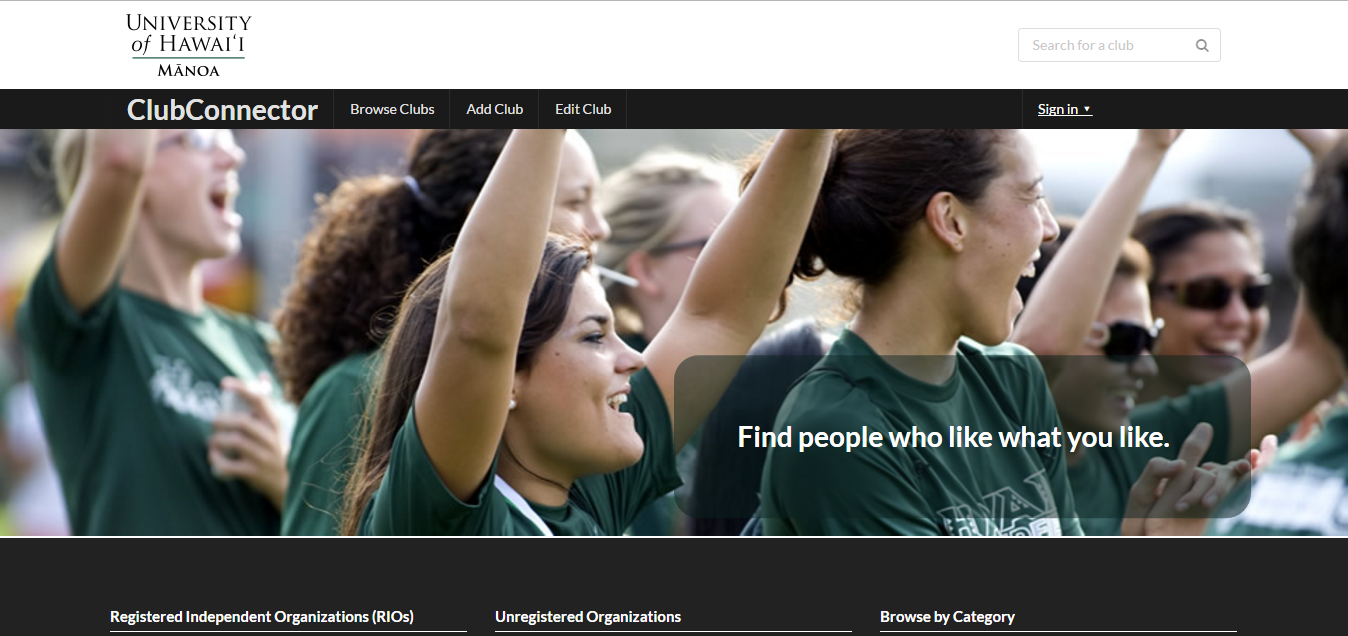 UNIVERSITY
of HAWAIʻI
MĀNOA
Search for a club
ClubConnector
Browse Clubs
Add Club
Edit Club
Sign in
Find people who like what you like.
Registered Independent Organizations (RIOs)
Unregistered Organizations
Browse by Category